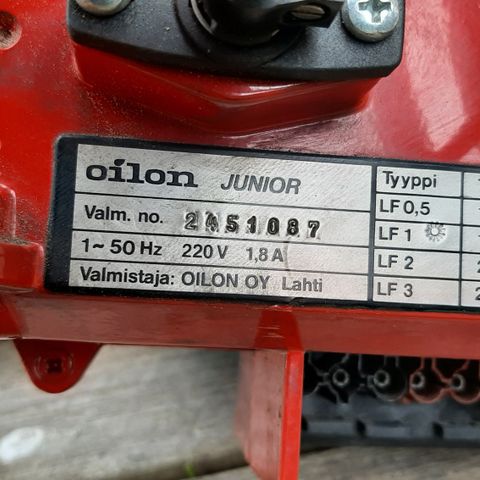 oilon JUNIOR
Valm. no. 2451087
1~ 50 Hz 220 V 1,8 A
Valmistaja: OILON OY Lahti
Tyyppi
LF 0,5
LF 1
LF 2
LF 3